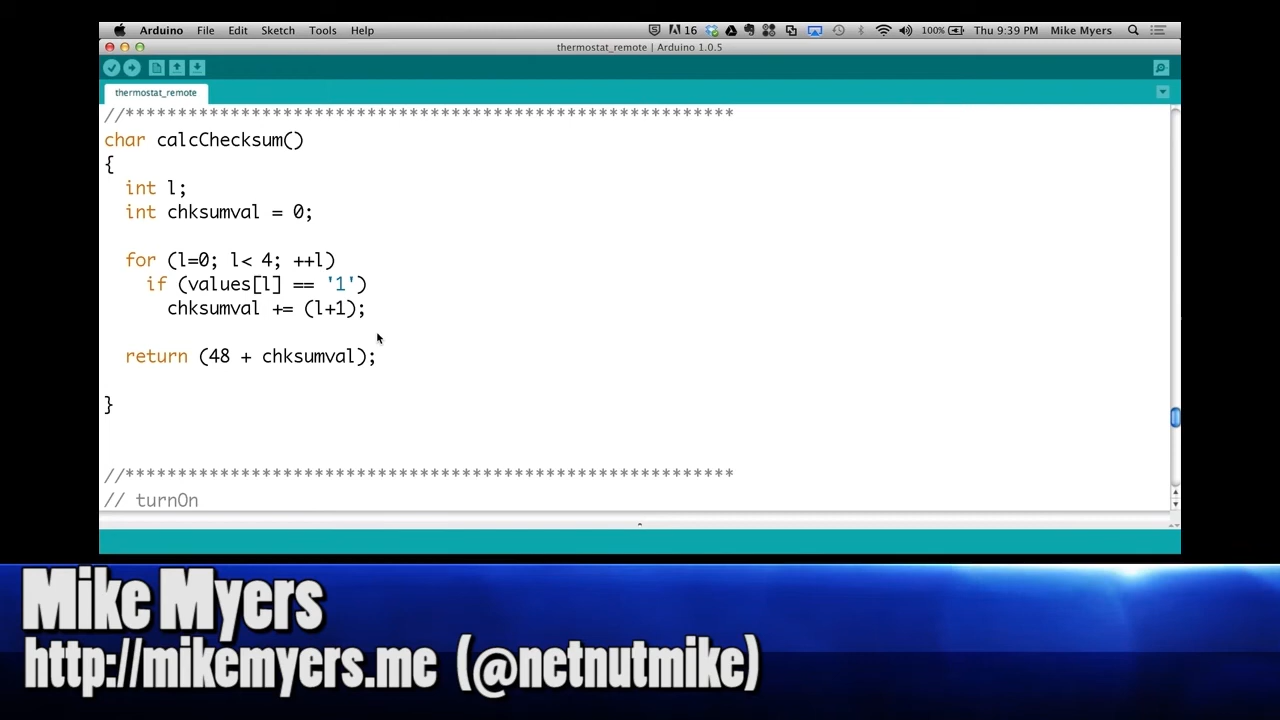 Arduino File Edit Sketch Tools Help 16 100% Thu 9:39 PM Mike Myers
thermostat_remote | Arduino 1.0.5
thermostat_remote
//**********************************************************
char calcChecksum()
{
int l;
int chksumval = 0;
for (l=0; l< 4; ++l)
if (values[l] == '1')
chksumval += (l+1);
return (48 + chksumval);
}
//**********************************************************
// turnOn
Mike Myers
http://mikemyers.me (@netnutmike)